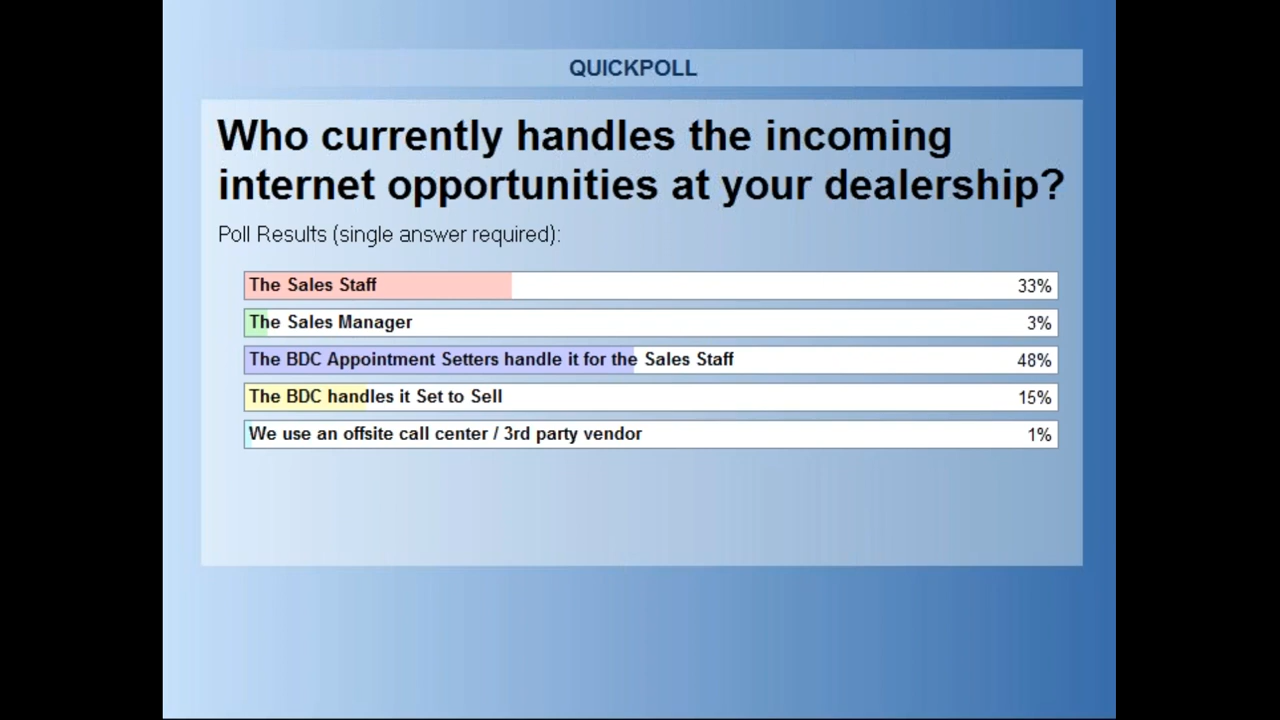 QUICKPOLL
Who currently handles the incoming
internet opportunities at your dealership?
Poll Results (single answer required):
The Sales Staff 33%
The Sales Manager 3%
The BDC Appointment Setters handle it for the Sales Staff 48%
The BDC handles it Set to Sell 15%
We use an offsite call center / 3rd party vendor 1%